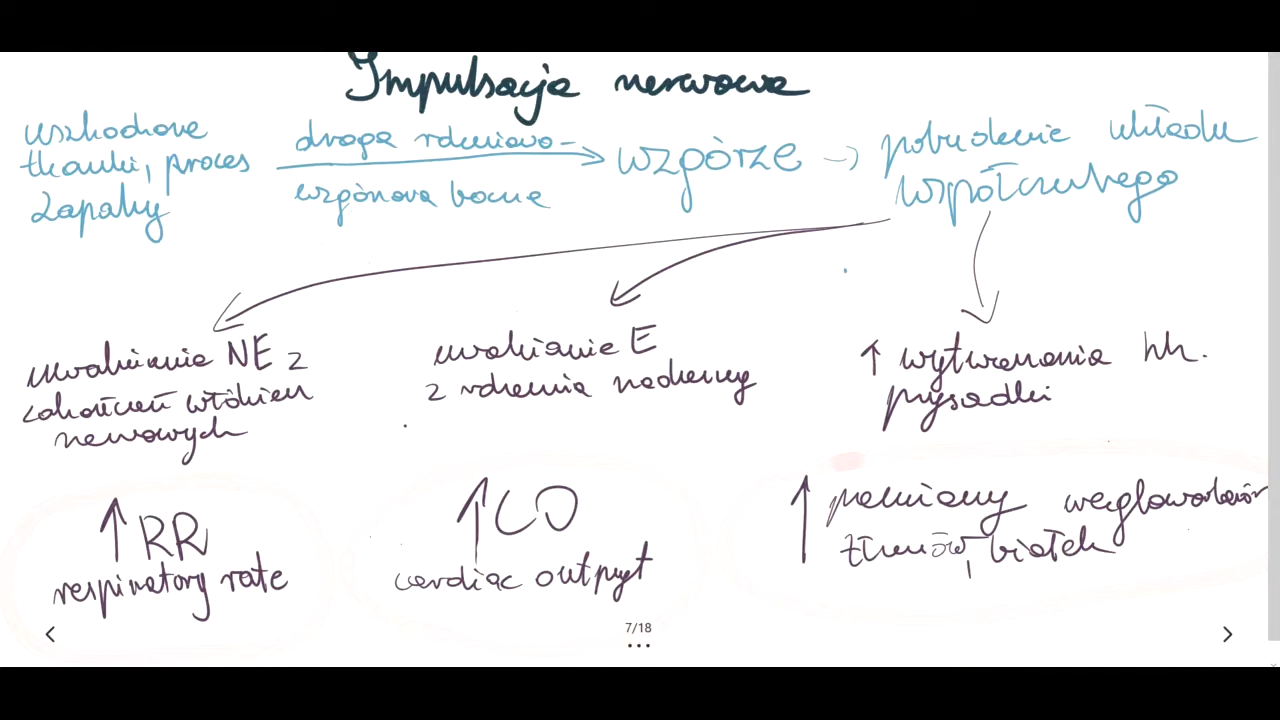 Impulsacja nerwowa
uszkodzone
tkanki, proces
zapalny
droga rdzeniowo-
wzgórzowa boczna
wzgórze
pobudzenie układu
współczulnego
uwalnianie NE z
zakończeń włókien
nerwowych
uwalnianie E
z rdzenia nadnerczy
↑ wytwarzania hh.
przysadki
↑ RR
respiratory rate
↑ CO
cardiac output
↑ przemiany węglowodanów
tłuszczów, białek
7/18